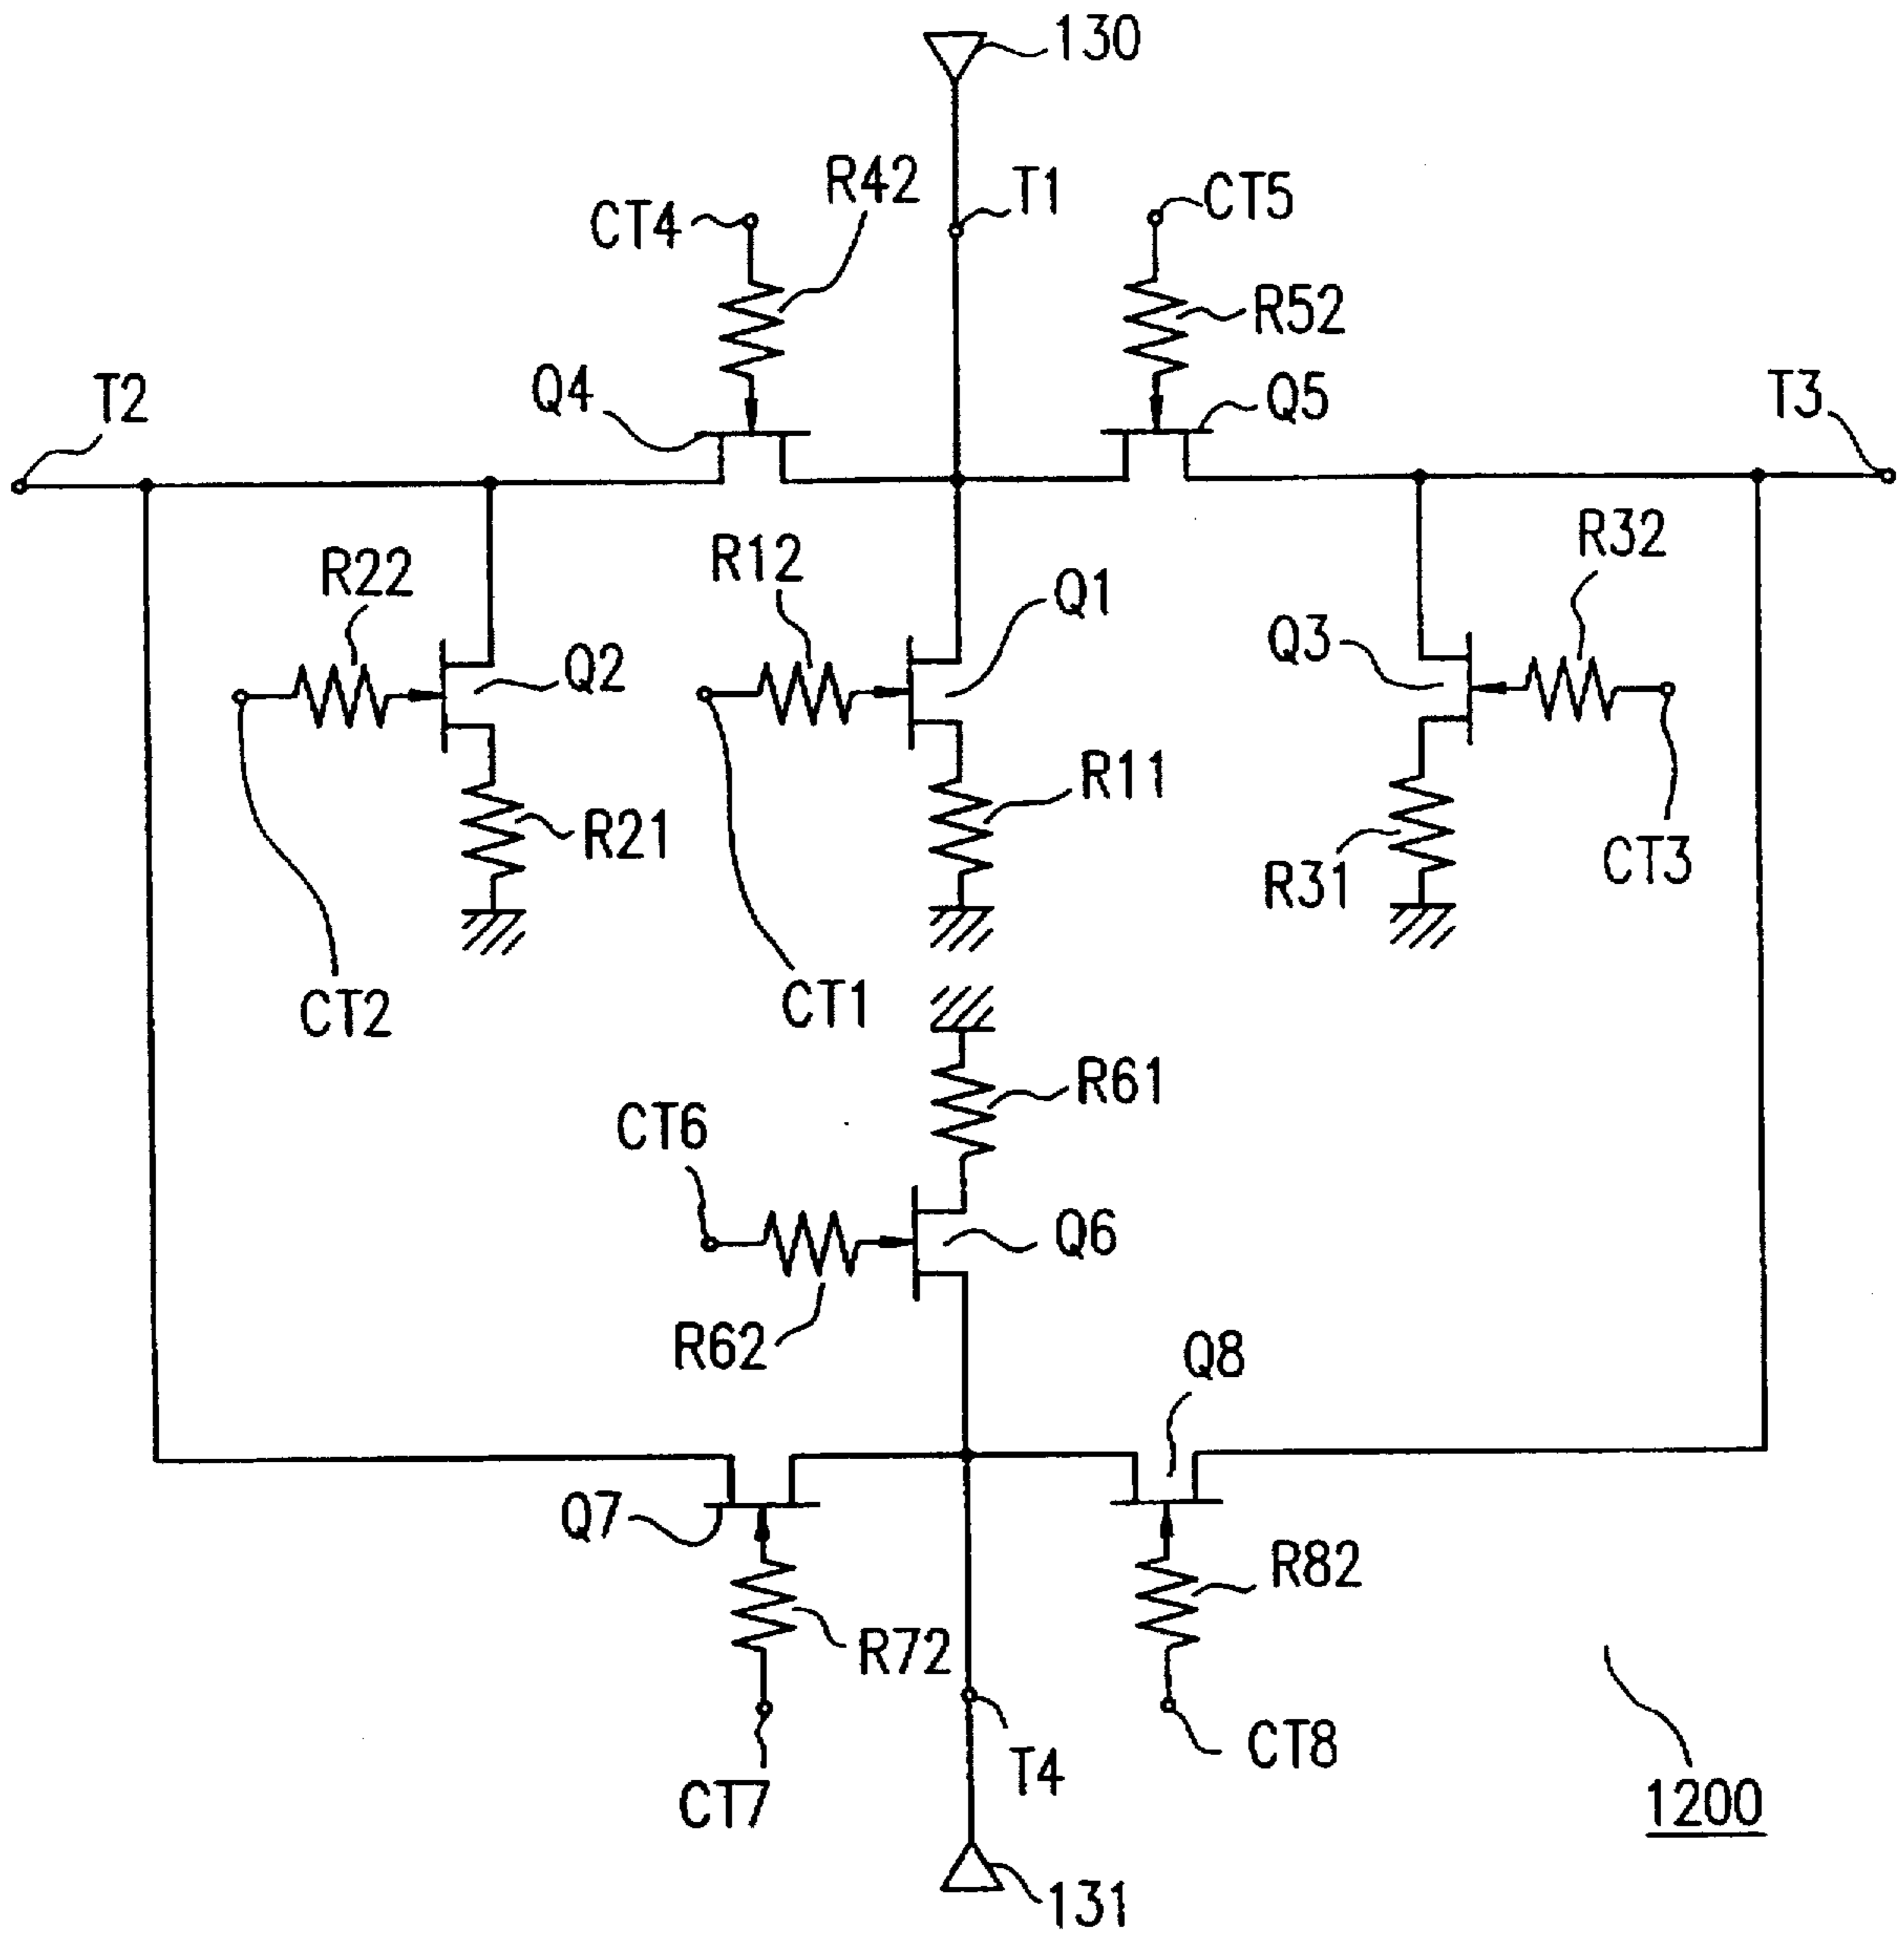 130
R42
T1
CT5
CT4
R52
T2
Q4
Q5
T3
R32
R22
R12
Q1
Q2
Q3
R11
R21
R31
CT3
CT2
CT1
R61
CT6
Q6
R62
Q8
Q7
R82
R72
CT8
T4
CT7
1200
131